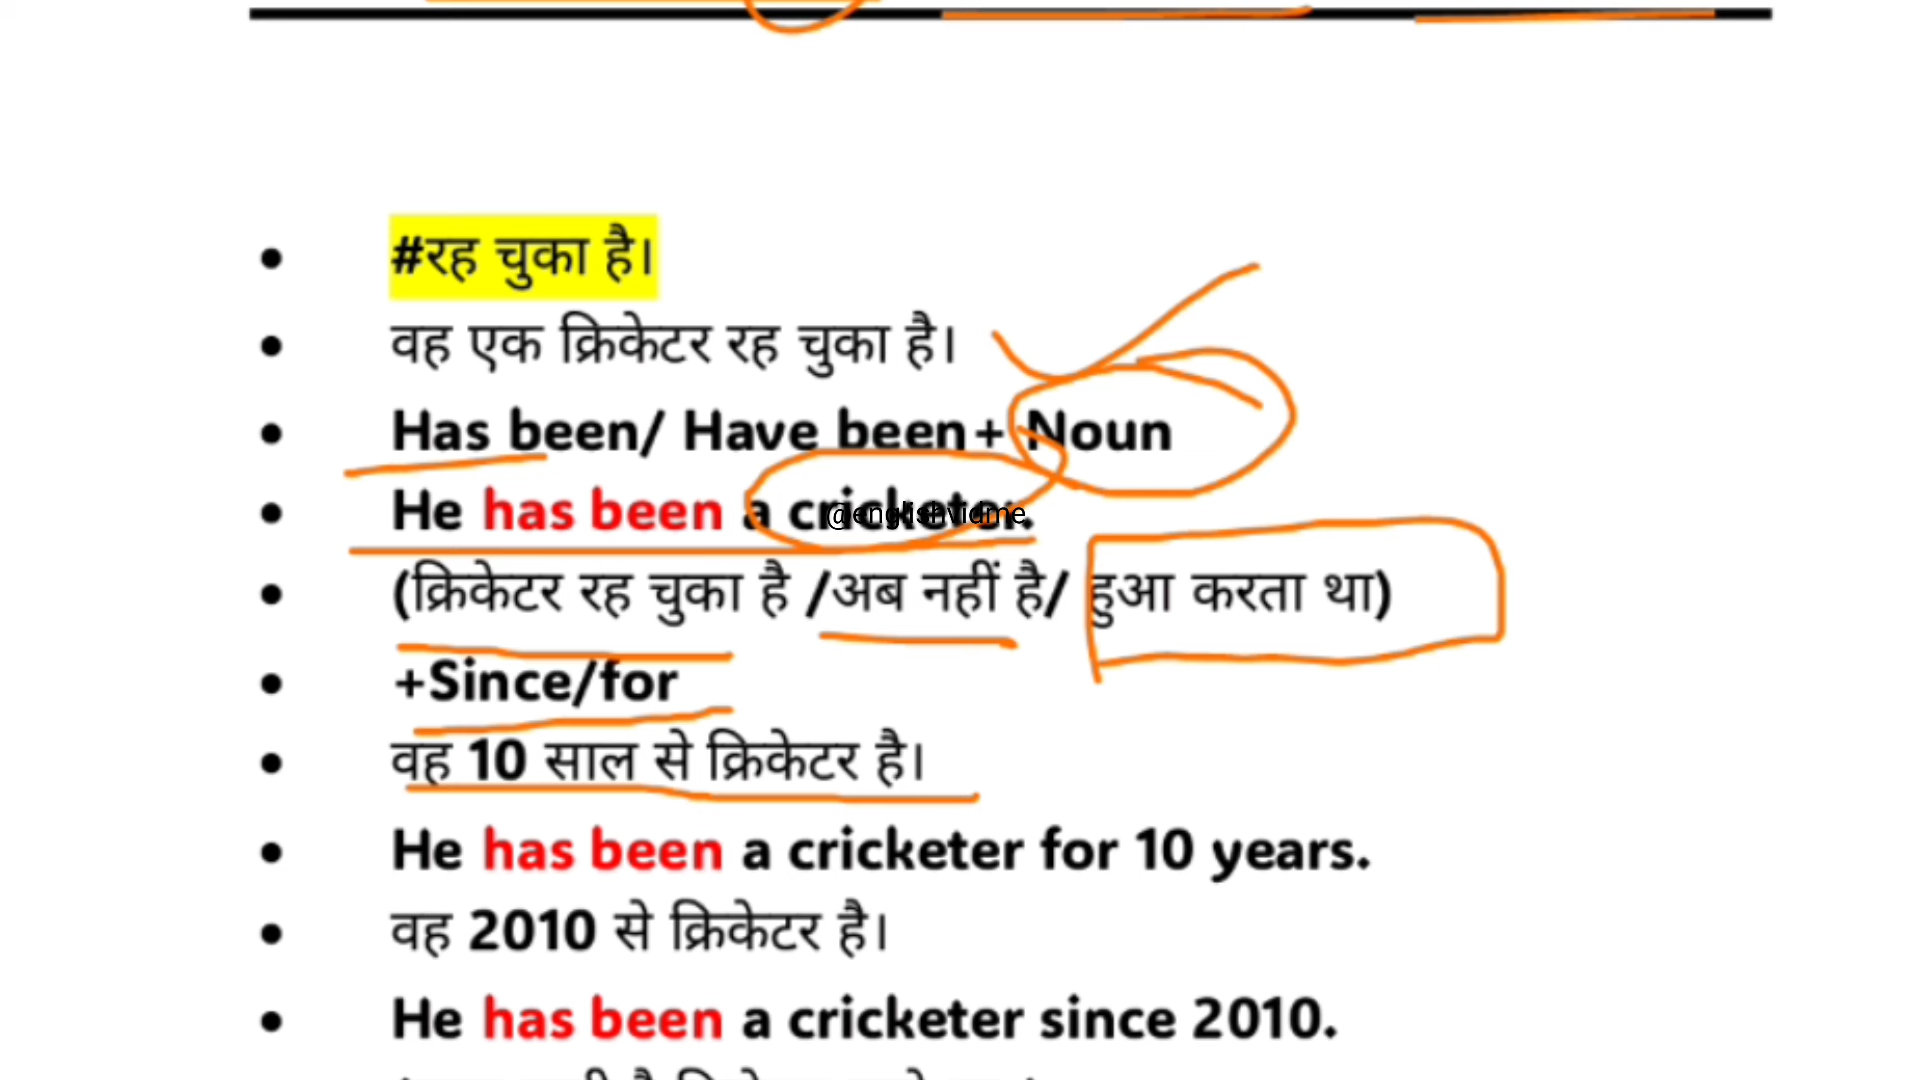 #रह चुका है।
वह एक क्रिकेटर रह चुका है।
Has been/ Have been+ Noun
He has been a cricketer.
@englishvidme
(क्रिकेटर रह चुका है /अब नहीं है/ हुआ करता था)
+Since/for
वह 10 साल से क्रिकेटर है।
He has been a cricketer for 10 years.
वह 2010 से क्रिकेटर है।
He has been a cricketer since 2010.